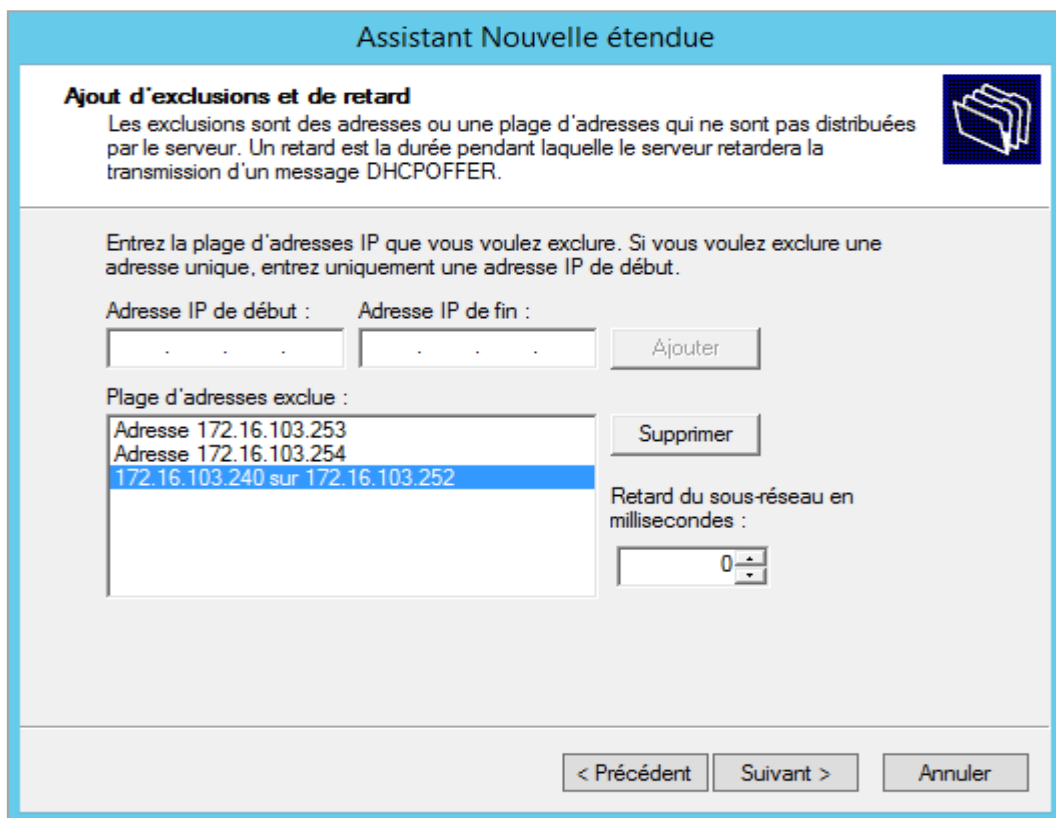 Assistant Nouvelle étendue
Ajout d'exclusions et de retard
Les exclusions sont des adresses ou une plage d'adresses qui ne sont pas distribuées
par le serveur. Un retard est la durée pendant laquelle le serveur retardera la
transmission d'un message DHCPOFFER.
Entrez la plage d'adresses IP que vous voulez exclure. Si vous voulez exclure une
adresse unique, entrez uniquement une adresse IP de début.
Adresse IP de début : Adresse IP de fin :
. . . . . . Ajouter
Plage d'adresses exclue :
Adresse 172.16.103.253
Supprimer
Adresse 172.16.103.254
172.16.103.240 sur 172.16.103.252
Retard du sous-réseau en
millisecondes :
0
< Précédent Suivant > Annuler